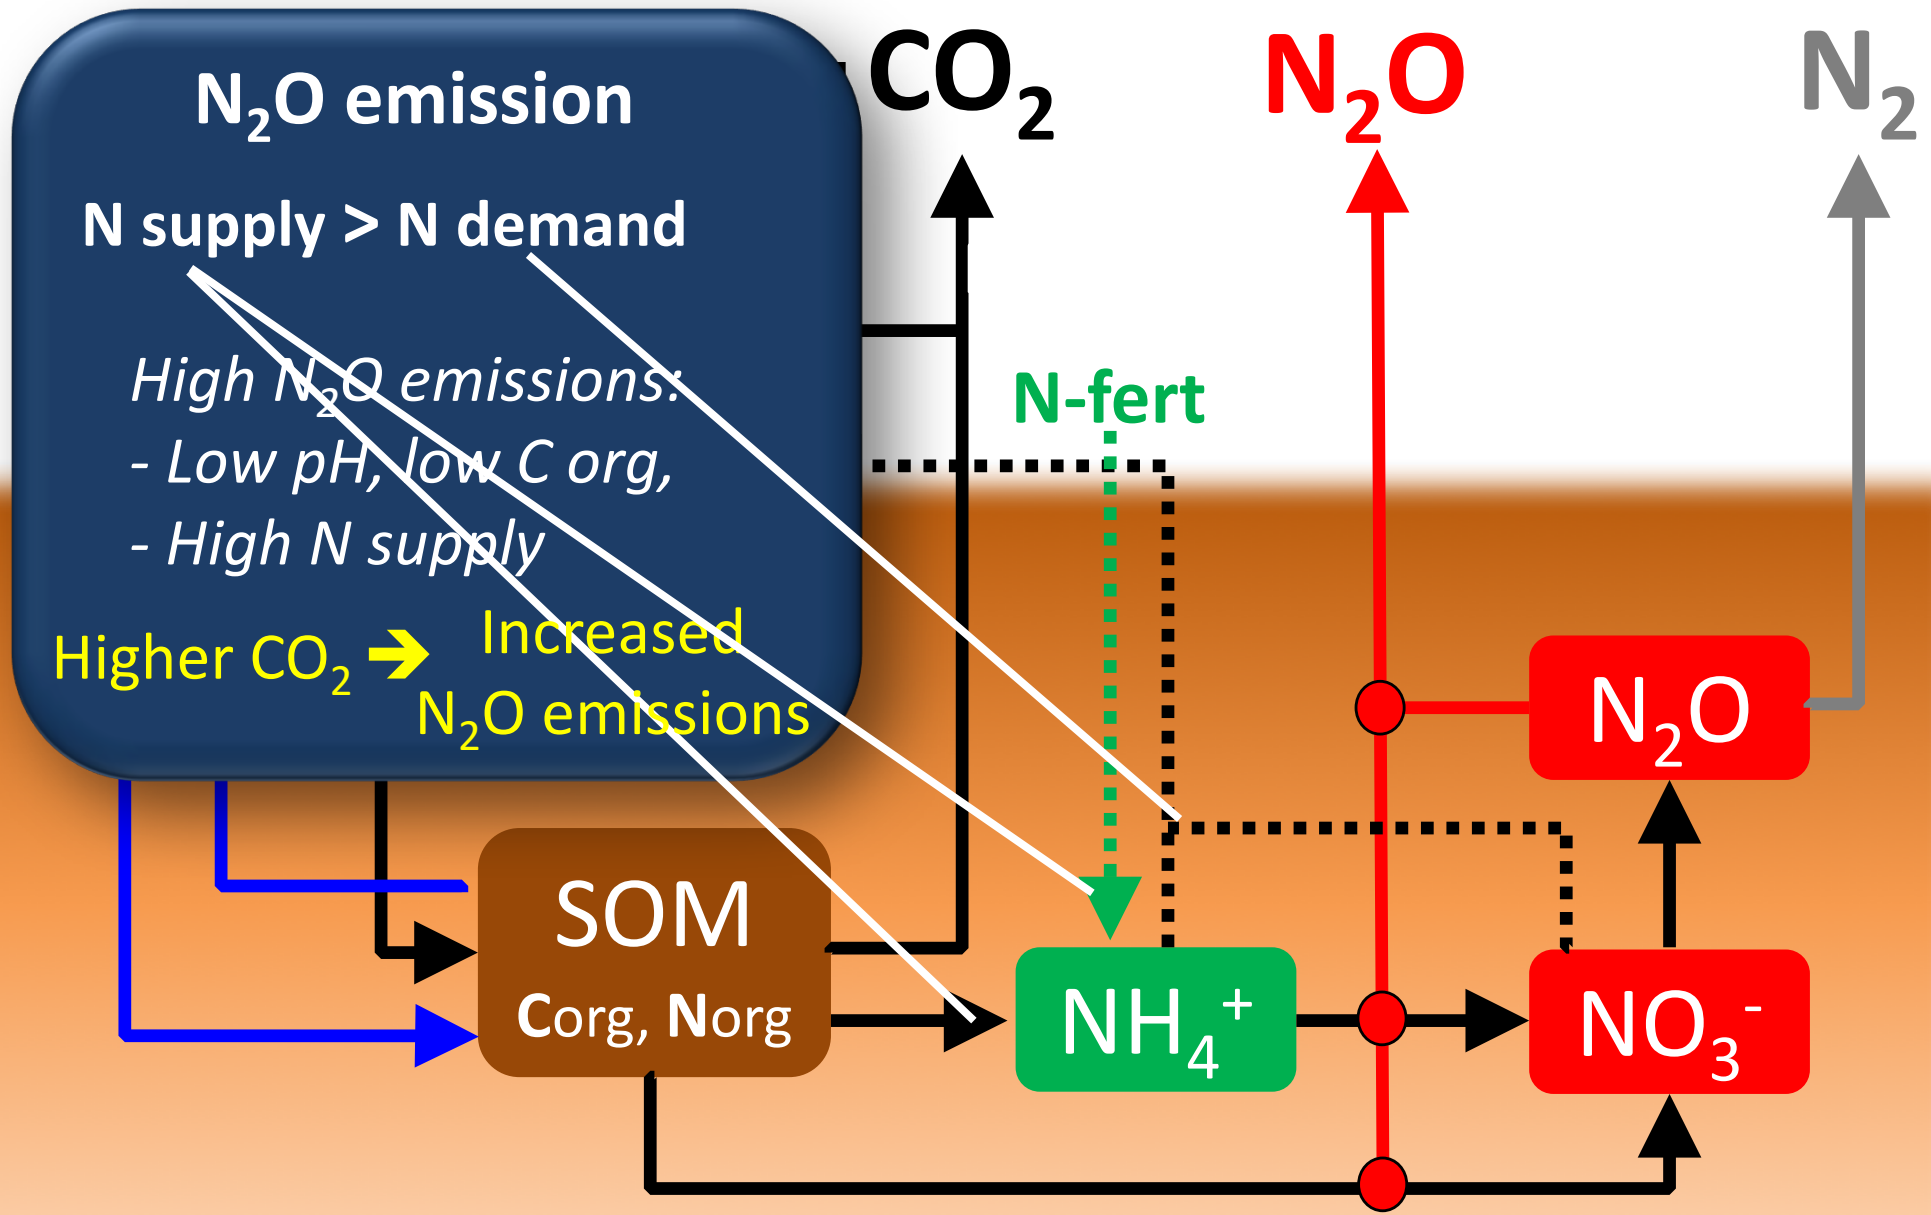 N₂O emission
N supply > N demand
High N₂O emissions:
- Low pH, low C org,
- High N supply
Higher CO₂ ➔ Increased
N₂O emissions
CO₂
N₂O
N₂
N-fert
N₂O
SOM
Corg, Norg
NH₄⁺
NO₃⁻